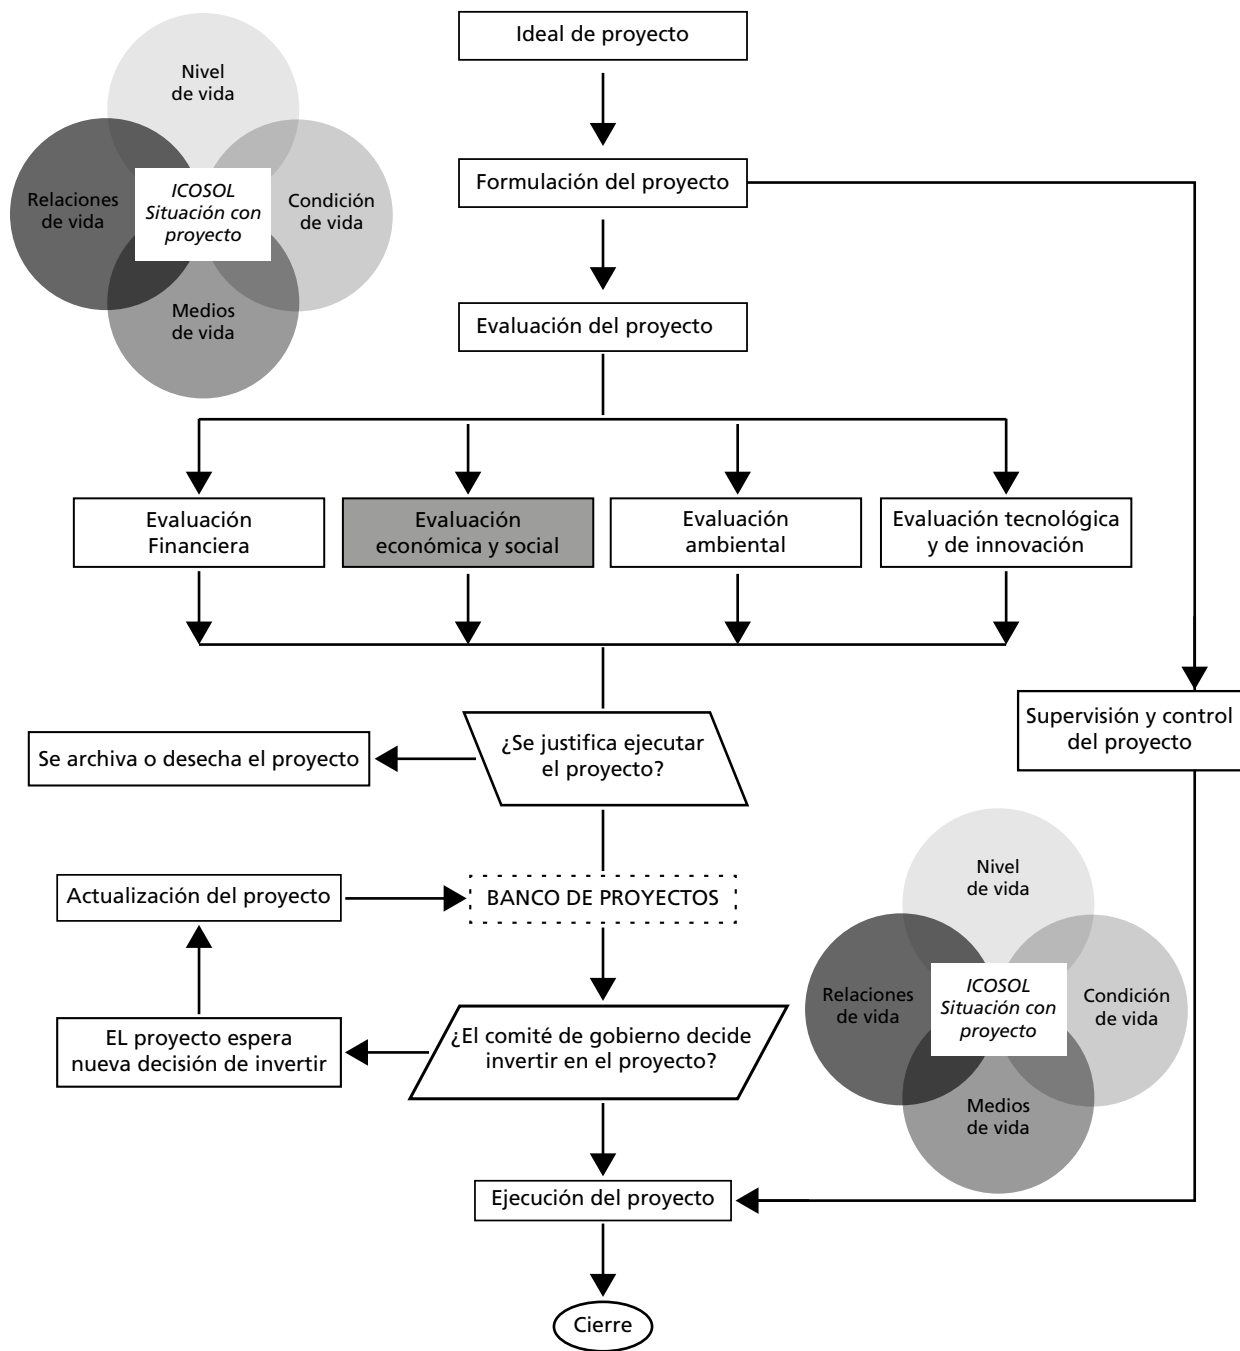 Ideal de proyecto
Nivel
de vida
Relaciones
de vida
ICOSOL
Situación con
proyecto
Condición
de vida
Medios
de vida
Formulación del proyecto
Evaluación del proyecto
Evaluación
Financiera
Evaluación
económica y social
Evaluación
ambiental
Evaluación tecnológica
y de innovación
Supervisión y control
del proyecto
¿Se justifica ejecutar
el proyecto?
Se archiva o desecha el proyecto
Actualización del proyecto
BANCO DE PROYECTOS
EL proyecto espera
nueva decisión de invertir
¿El comité de gobierno decide
invertir en el proyecto?
Nivel
de vida
Relaciones
de vida
ICOSOL
Situación con
proyecto
Condición
de vida
Medios
de vida
Ejecución del proyecto
Cierre